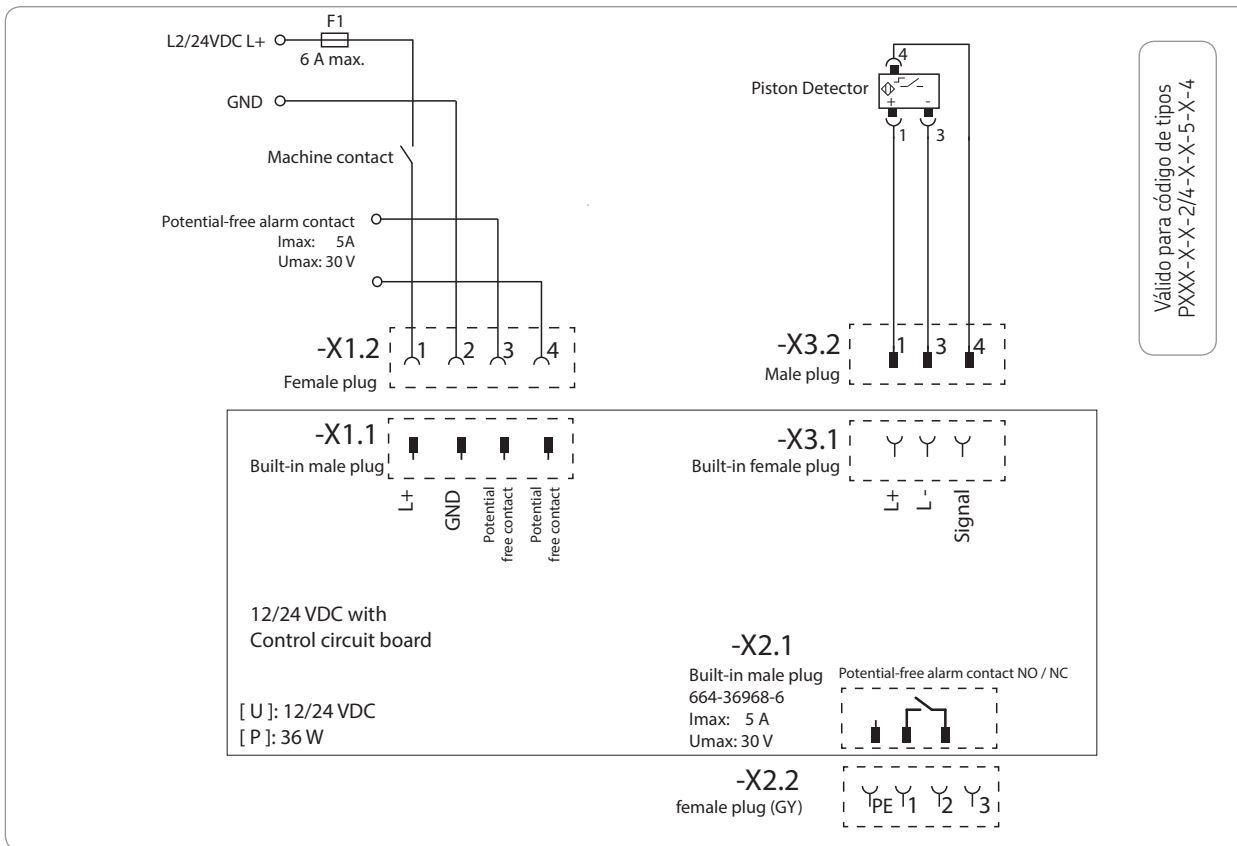 F1
L2/24VDC L+
6 A max.
GND
Machine contact
Potential-free alarm contact
Imax: 5A
Umax: 30 V
-X1.2
1 2 3 4
Female plug
4
Piston Detector
+ -
1 3
-X3.2
1 3 4
Male plug
Válido para código de tipos
PXXX-X-X-2/4-X-X-5-X-4
-X1.1
Built-in male plug
L+
GND
Potential
free contact
Potential
free contact
-X3.1
Built-in female plug
L+
L -
Signal
12/24 VDC with
Control circuit board
[ U ]: 12/24 VDC
[ P ]: 36 W
-X2.1
Built-in male plug
664-36968-6
Imax: 5 A
Umax: 30 V
Potential-free alarm contact NO / NC
-X2.2
female plug (GY)
PE 1 2 3